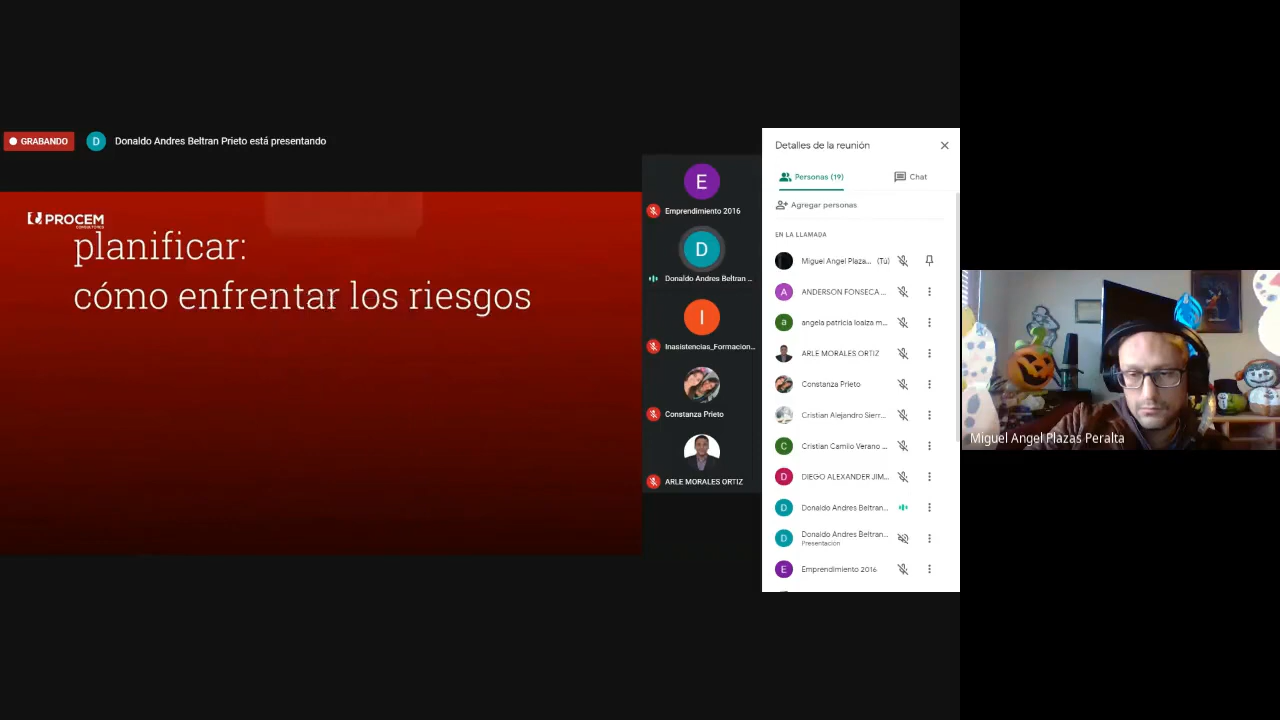 GRABANDO
D
Donaldo Andres Beltran Prieto está presentando
PROCEM
CONSULTORES
planificar:
cómo enfrentar los riesgos
E
Emprendimiento 2016
D
Donaldo Andres Beltran ...
I
Inasistencias_Formacion...
Constanza Prieto
ARLE MORALES ORTIZ
Detalles de la reunión
Personas (19)
Chat
Agregar personas
EN LA LLAMADA
Miguel Angel Plaza... (Tú)
A
ANDERSON FONSECA ...
a
angela patricia loaiza m...
ARLE MORALES ORTIZ
Constanza Prieto
Cristian Alejandro Sierr...
C
Cristian Camilo Verano ...
D
DIEGO ALEXANDER JIM...
D
Donaldo Andres Beltran...
D
Donaldo Andres Beltran...
Presentación
E
Emprendimiento 2016
Miguel Angel Plazas Peralta